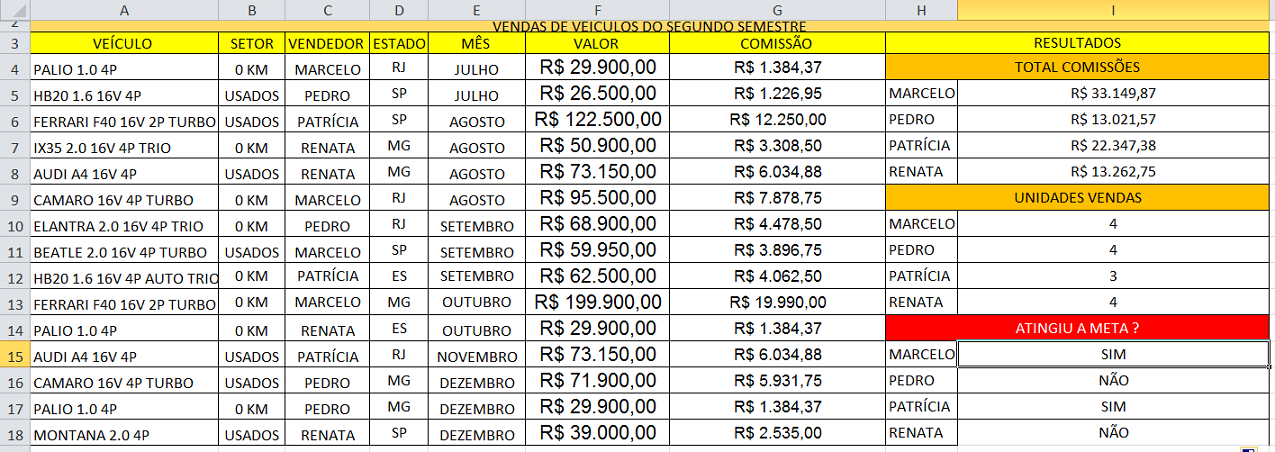 A B C D E F G H I
2 VENDAS DE VEICULOS DO SEGUNDO SEMESTRE
3 VEÍCULO SETOR VENDEDOR ESTADO MÊS VALOR COMISSÃO RESULTADOS
4 PALIO 1.0 4P 0 KM MARCELO RJ JULHO R$ 29.900,00 R$ 1.384,37 TOTAL COMISSÕES
5 HB20 1.6 16V 4P USADOS PEDRO SP JULHO R$ 26.500,00 R$ 1.226,95 MARCELO R$ 33.149,87
6 FERRARI F40 16V 2P TURBO USADOS PATRÍCIA SP AGOSTO R$ 122.500,00 R$ 12.250,00 PEDRO R$ 13.021,57
7 IX35 2.0 16V 4P TRIO 0 KM RENATA MG AGOSTO R$ 50.900,00 R$ 3.308,50 PATRÍCIA R$ 22.347,38
8 AUDI A4 16V 4P USADOS RENATA MG AGOSTO R$ 73.150,00 R$ 6.034,88 RENATA R$ 13.262,75
9 CAMARO 16V 4P TURBO 0 KM MARCELO RJ AGOSTO R$ 95.500,00 R$ 7.878,75 UNIDADES VENDAS
10 ELANTRA 2.0 16V 4P TRIO 0 KM PEDRO RJ SETEMBRO R$ 68.900,00 R$ 4.478,50 MARCELO 4
11 BEATLE 2.0 16V 4P TURBO USADOS MARCELO SP SETEMBRO R$ 59.950,00 R$ 3.896,75 PEDRO 4
12 HB20 1.6 16V 4P AUTO TRIO 0 KM PATRÍCIA ES SETEMBRO R$ 62.500,00 R$ 4.062,50 PATRÍCIA 3
13 FERRARI F40 16V 2P TURBO 0 KM MARCELO MG OUTUBRO R$ 199.900,00 R$ 19.990,00 RENATA 4
14 PALIO 1.0 4P 0 KM RENATA ES OUTUBRO R$ 29.900,00 R$ 1.384,37 ATINGIU A META ?
15 AUDI A4 16V 4P USADOS PATRÍCIA RJ NOVEMBRO R$ 73.150,00 R$ 6.034,88 MARCELO SIM
16 CAMARO 16V 4P TURBO USADOS PEDRO MG DEZEMBRO R$ 71.900,00 R$ 5.931,75 PEDRO NÃO
17 PALIO 1.0 4P 0 KM PEDRO MG DEZEMBRO R$ 29.900,00 R$ 1.384,37 PATRÍCIA SIM
18 MONTANA 2.0 4P USADOS RENATA SP DEZEMBRO R$ 39.000,00 R$ 2.535,00 RENATA NÃO